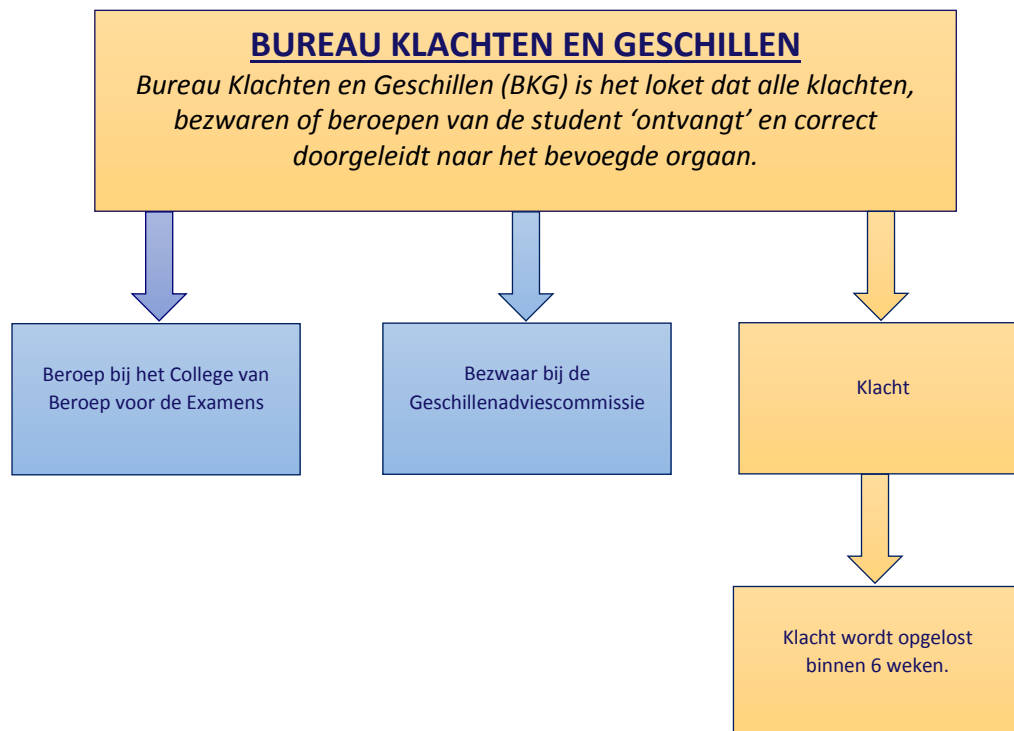 BUREAU KLACHTEN EN GESCHILLEN
Bureau Klachten en Geschillen (BKG) is het loket dat alle klachten,
bezwaren of beroepen van de student ‘ontvangt’ en correct
doorgeleidt naar het bevoegde orgaan.
Beroep bij het College van
Beroep voor de Examens
Bezwaar bij de
Geschillenadviescommissie
Klacht
Klacht wordt opgelost
binnen 6 weken.